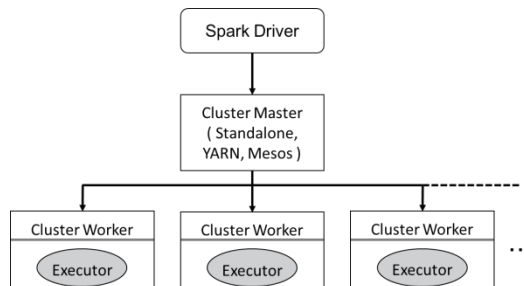 Spark Driver
Cluster Master
( Standalone,
YARN, Mesos )
Cluster Worker
Cluster Worker
Cluster Worker
Executor
Executor
Executor